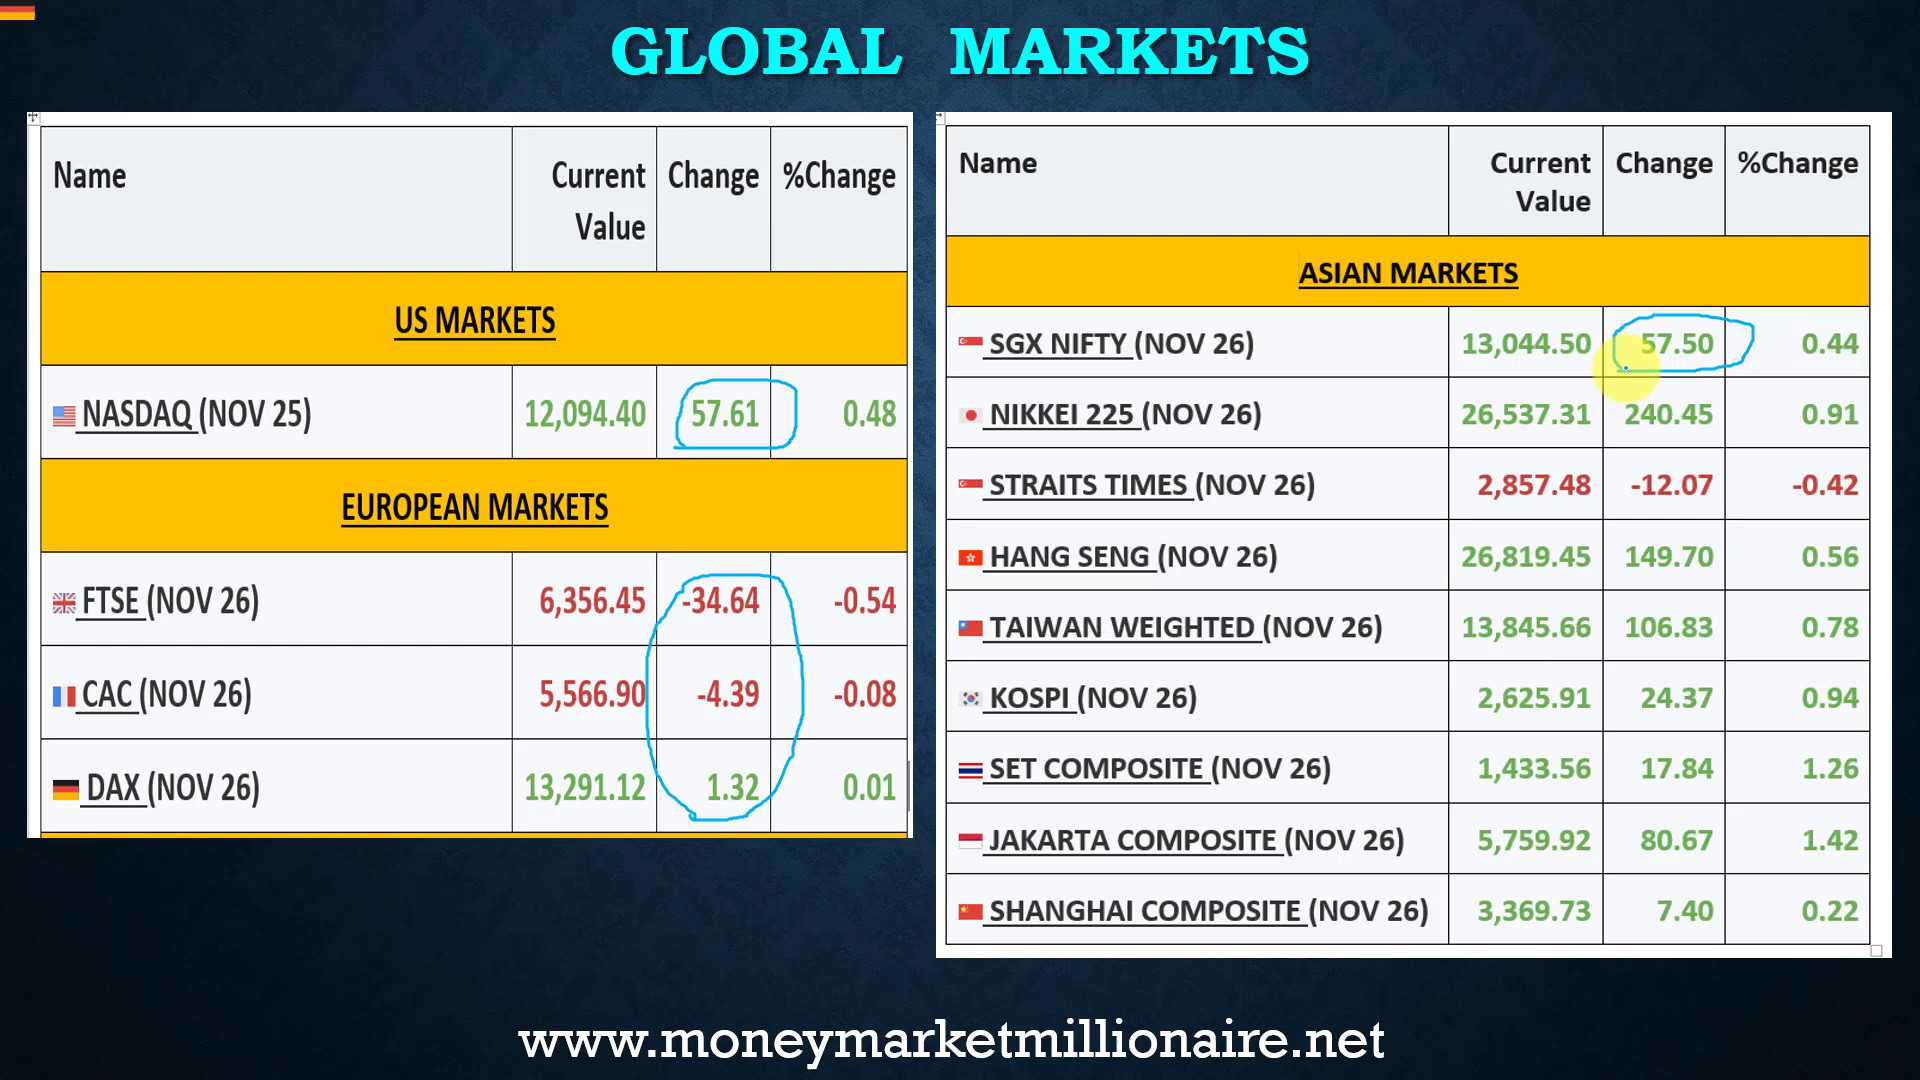 GLOBAL MARKETS
Name Current Value Change %Change
US MARKETS
NASDAQ (NOV 25) 12,094.40 57.61 0.48
EUROPEAN MARKETS
FTSE (NOV 26) 6,356.45 -34.64 -0.54
CAC (NOV 26) 5,566.90 -4.39 -0.08
DAX (NOV 26) 13,291.12 1.32 0.01
Name Current Value Change %Change
ASIAN MARKETS
SGX NIFTY (NOV 26) 13,044.50 57.50 0.44
NIKKEI 225 (NOV 26) 26,537.31 240.45 0.91
STRAITS TIMES (NOV 26) 2,857.48 -12.07 -0.42
HANG SENG (NOV 26) 26,819.45 149.70 0.56
TAIWAN WEIGHTED (NOV 26) 13,845.66 106.83 0.78
KOSPI (NOV 26) 2,625.91 24.37 0.94
SET COMPOSITE (NOV 26) 1,433.56 17.84 1.26
JAKARTA COMPOSITE (NOV 26) 5,759.92 80.67 1.42
SHANGHAI COMPOSITE (NOV 26) 3,369.73 7.40 0.22
www.moneymarketmillionaire.net